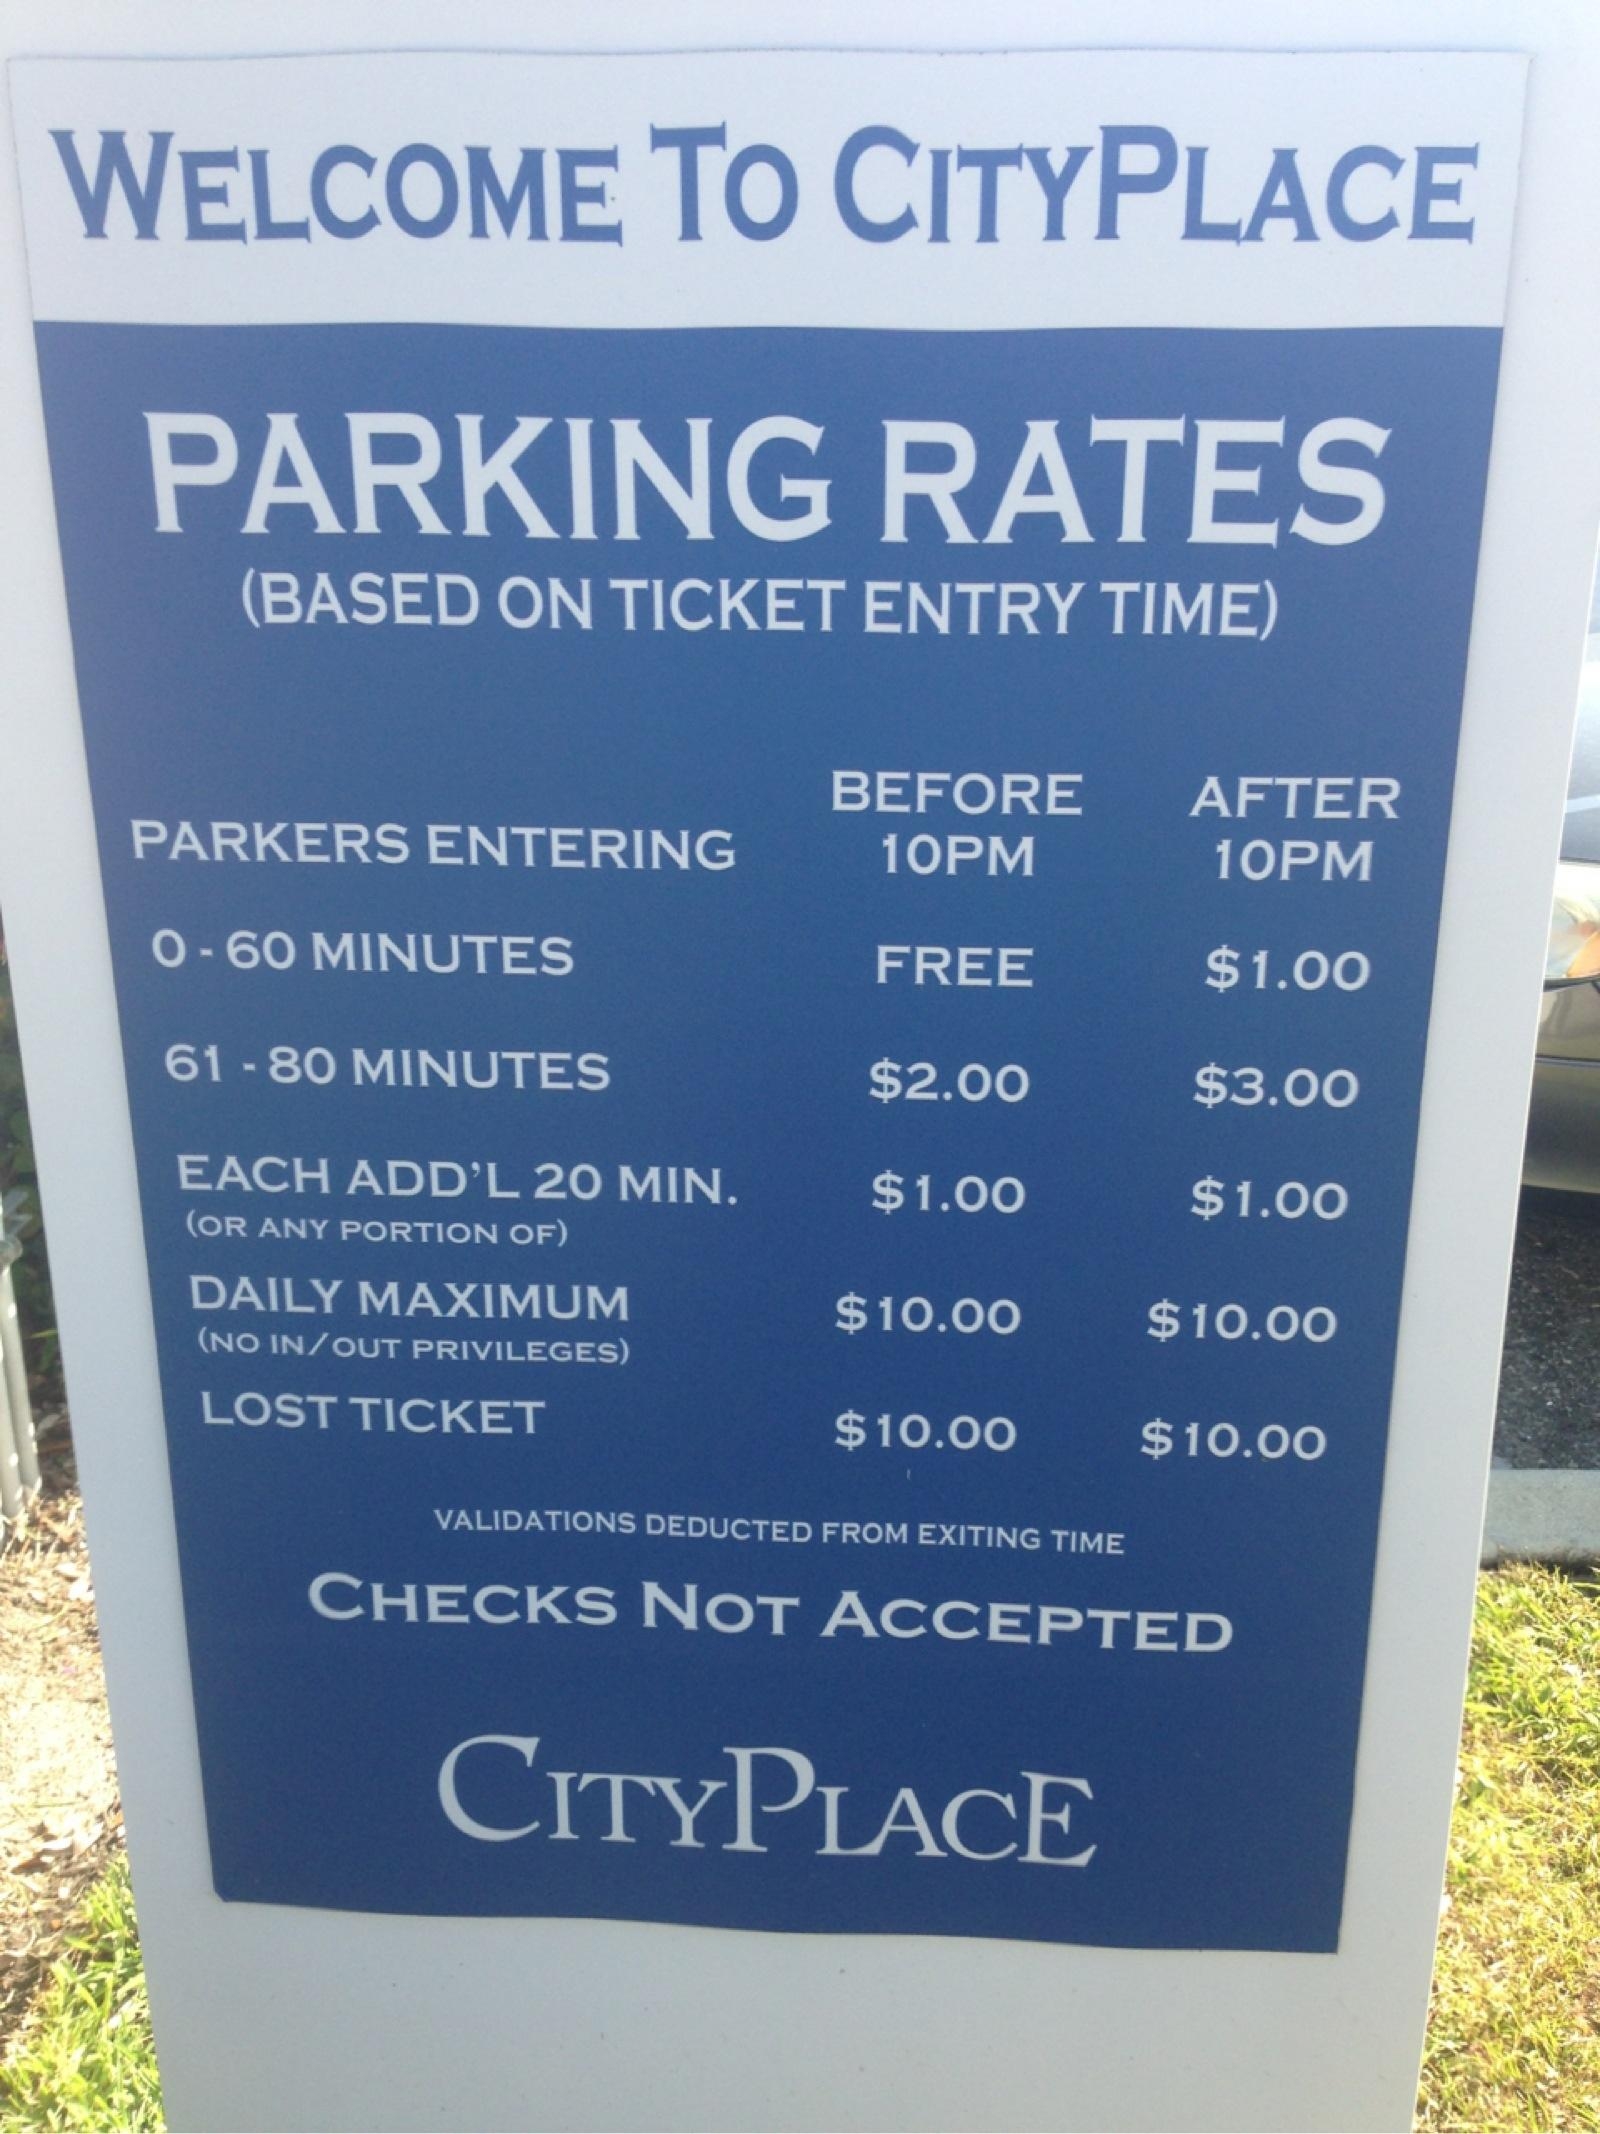 WELCOME TO CITYPLACE
PARKING RATES
(BASED ON TICKET ENTRY TIME)
BEFORE AFTER
PARKERS ENTERING 10PM 10PM
0 - 60 MINUTES FREE $1.00
61 - 80 MINUTES $2.00 $3.00
EACH ADD'L 20 MIN. $1.00 $1.00
(OR ANY PORTION OF)
DAILY MAXIMUM $10.00 $10.00
(NO IN/OUT PRIVILEGES)
LOST TICKET $10.00 $10.00
VALIDATIONS DEDUCTED FROM EXITING TIME
CHECKS NOT ACCEPTED
CITYPLACE